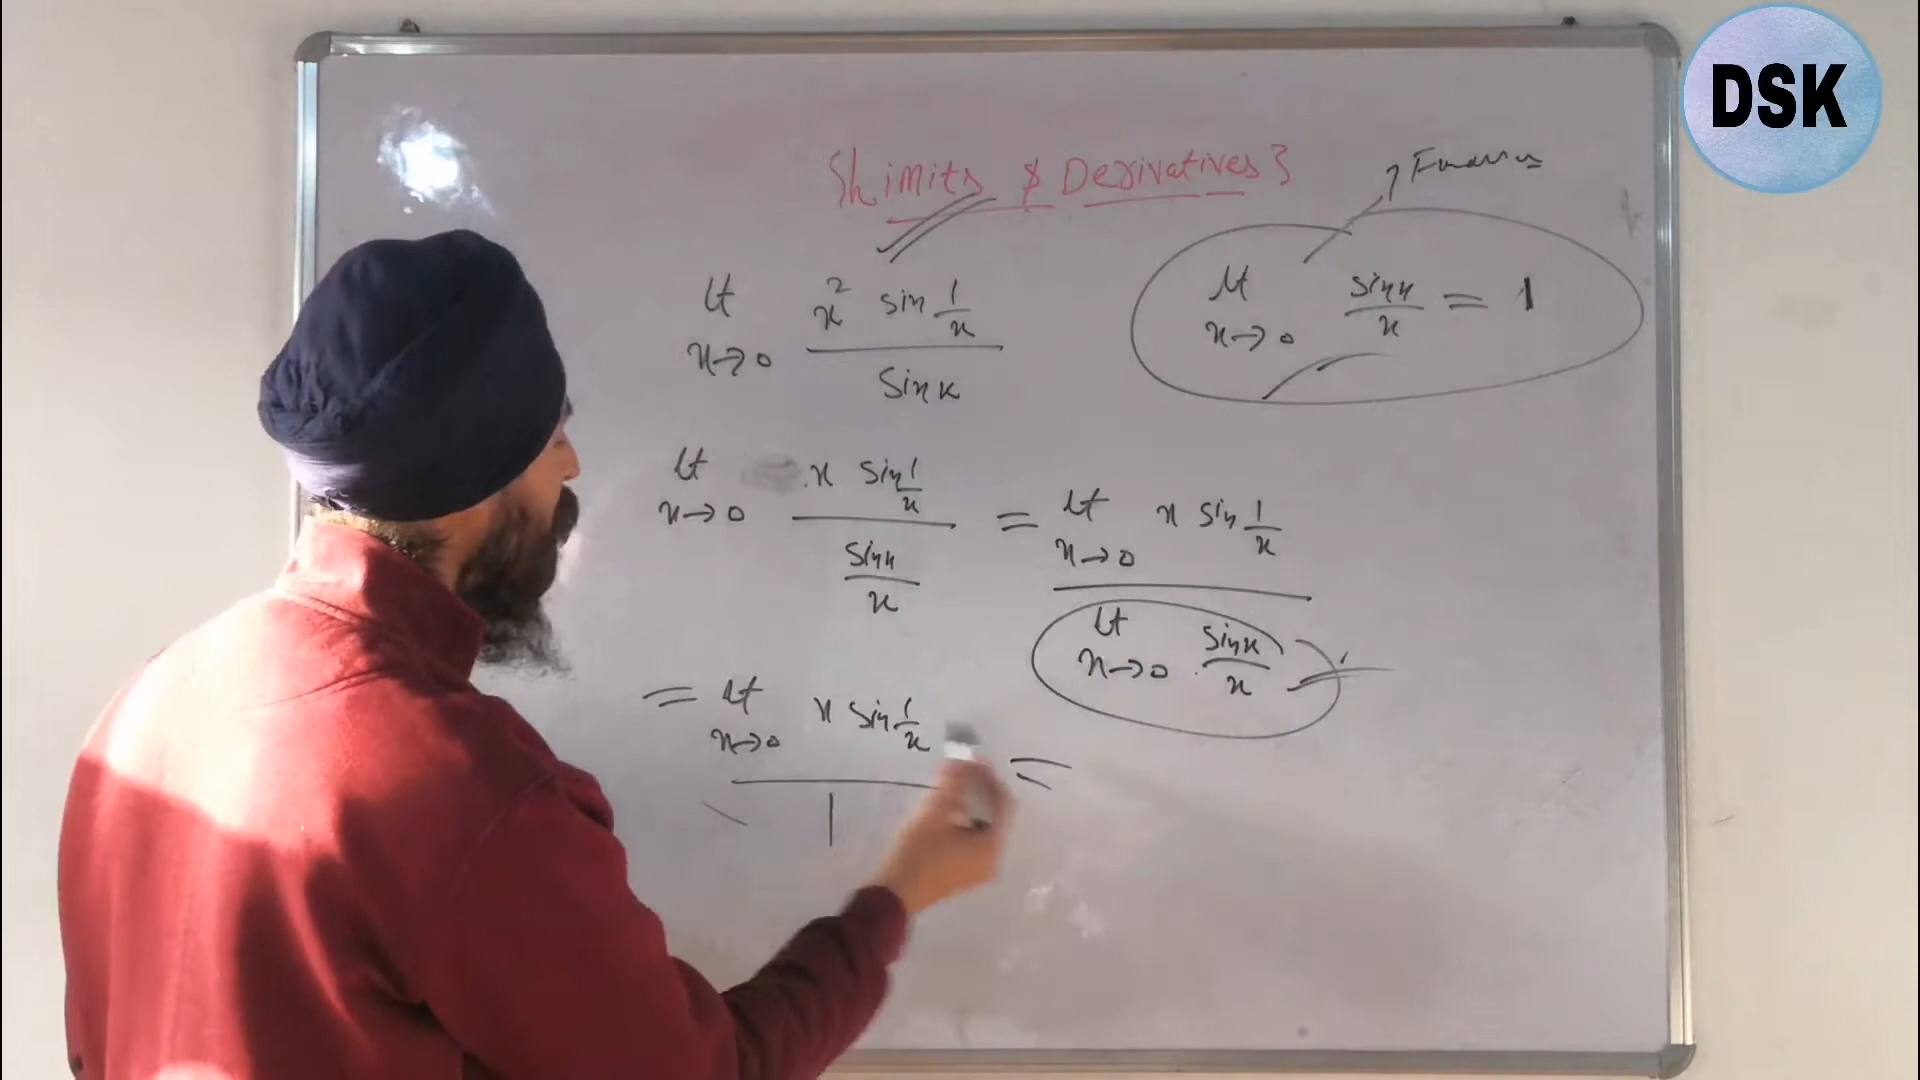 DSK
{Limits & Derivatives}
lt x→0 x² sin 1/x / sin x
lt x→0 sin x / x = 1
lt x→0 x sin 1/x / sin x / x = lt x→0 x sin 1/x / lt x→0 sin x / x
= lt x→0 x sin 1/x / 1 =